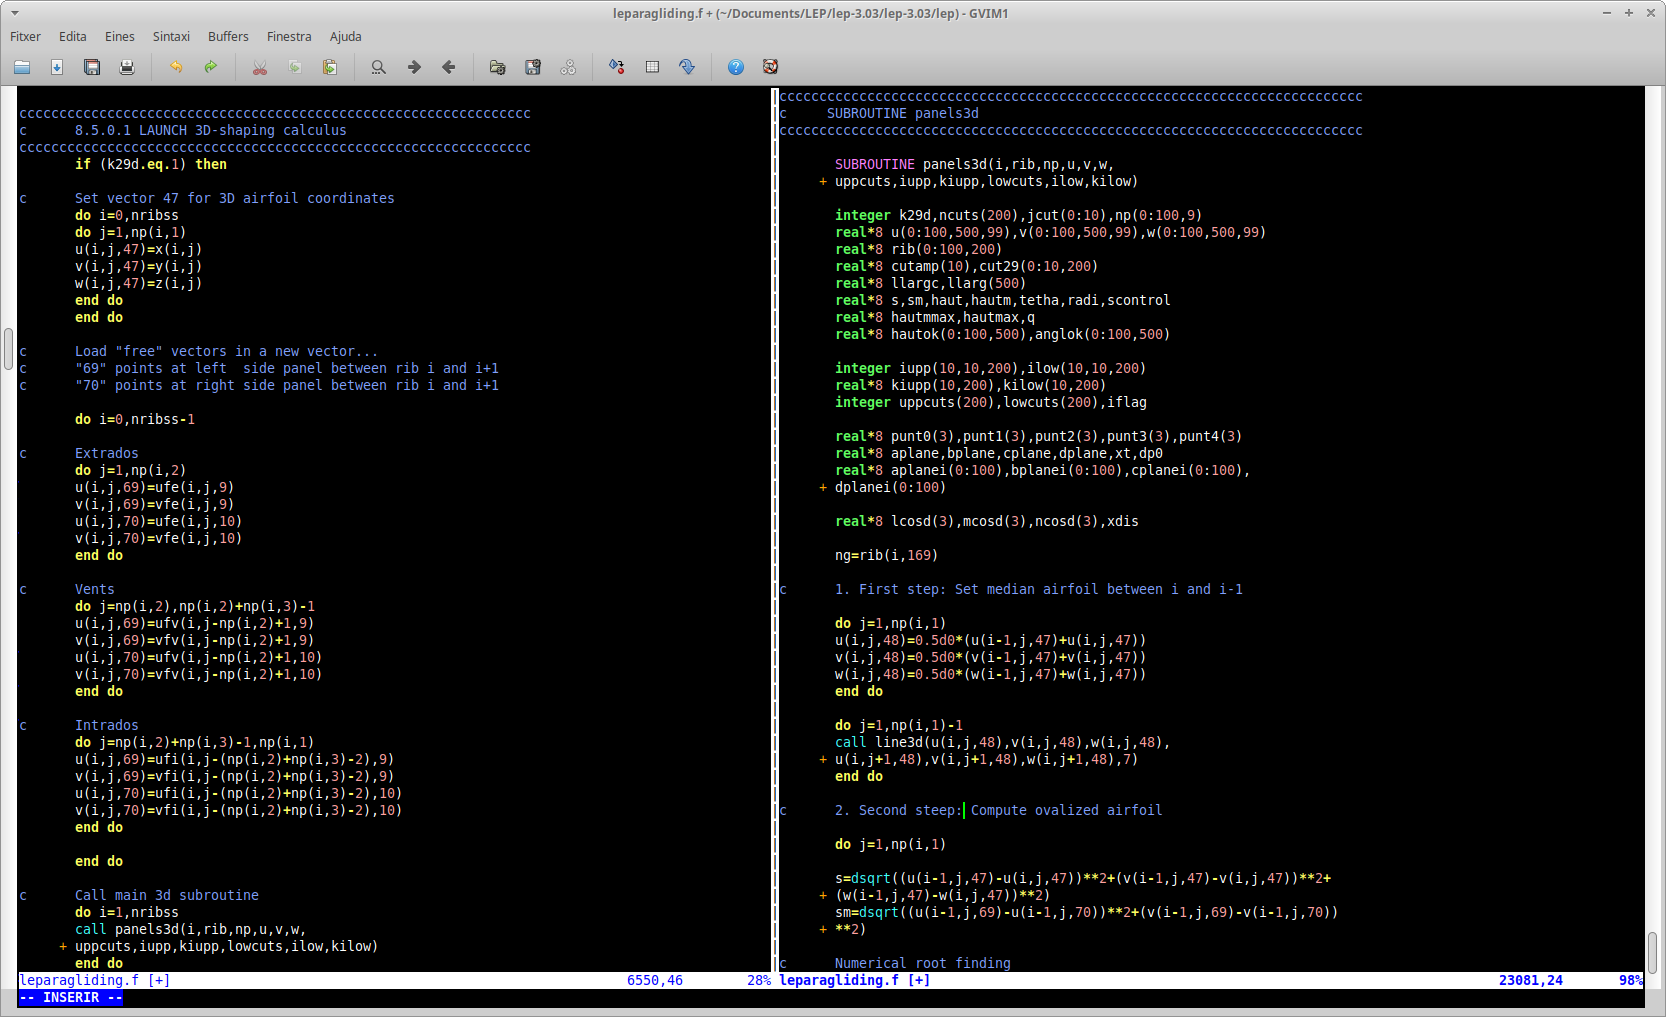 leparagliding.f + (~/Documents/LEP/lep-3.03/lep-3.03/lep) - GVIM1
Fitxer Edita Eines Sintaxi Buffers Finestra Ajuda
cccccccccccccccccccccccccccccccccccccccccccccccccccccccccccccccc
c      8.5.0.1 LAUNCH 3D-shaping calculus
cccccccccccccccccccccccccccccccccccccccccccccccccccccccccccccccc
       if (k29d.eq.1) then
c      Set vector 47 for 3D airfoil coordinates
       do i=0,nribss
       do j=1,np(i,1)
       u(i,j,47)=x(i,j)
       v(i,j,47)=y(i,j)
       w(i,j,47)=z(i,j)
       end do
       end do
c      Load "free" vectors in a new vector...
c      "69" points at left  side panel between rib i and i+1
c      "70" points at right side panel between rib i and i+1
       do i=0,nribss-1
c      Extrados
       do j=1,np(i,2)
       u(i,j,69)=ufe(i,j,9)
       v(i,j,69)=vfe(i,j,9)
       u(i,j,70)=ufe(i,j,10)
       v(i,j,70)=vfe(i,j,10)
       end do
c      Vents
       do j=np(i,2),np(i,2)+np(i,3)-1
       u(i,j,69)=ufv(i,j-np(i,2)+1,9)
       v(i,j,69)=vfv(i,j-np(i,2)+1,9)
       u(i,j,70)=ufv(i,j-np(i,2)+1,10)
       v(i,j,70)=vfv(i,j-np(i,2)+1,10)
       end do
c      Intrados
       do j=np(i,2)+np(i,3)-1,np(i,1)
       u(i,j,69)=ufi(i,j-(np(i,2)+np(i,3)-2),9)
       v(i,j,69)=vfi(i,j-(np(i,2)+np(i,3)-2),9)
       u(i,j,70)=ufi(i,j-(np(i,2)+np(i,3)-2),10)
       v(i,j,70)=vfi(i,j-(np(i,2)+np(i,3)-2),10)
       end do
       end do
c      Call main 3d subroutine
       do i=1,nribss
       call panels3d(i,rib,np,u,v,w,
     + uppcuts,iupp,kiupp,lowcuts,ilow,kilow)
       end do
leparagliding.f [+] 6550,46 28%
-- INSERIR --
ccccccccccccccccccccccccccccccccccccccccccccccccccccccccccccccccccccccccc
c     SUBROUTINE panels3d
ccccccccccccccccccccccccccccccccccccccccccccccccccccccccccccccccccccccccc
       SUBROUTINE panels3d(i,rib,np,u,v,w,
     + uppcuts,iupp,kiupp,lowcuts,ilow,kilow)
       integer k29d,ncuts(200),jcut(0:10),np(0:100,9)
       real*8 u(0:100,500,99),v(0:100,500,99),w(0:100,500,99)
       real*8 rib(0:100,200)
       real*8 cutamp(10),cut29(0:10,200)
       real*8 llargc,llarg(500)
       real*8 s,sm,haut,hautm,tetha,radi,scontrol
       real*8 hautmmax,hautmax,q
       real*8 hautok(0:100,500),anglok(0:100,500)
       integer iupp(10,10,200),ilow(10,10,200)
       real*8 kiupp(10,200),kilow(10,200)
       integer uppcuts(200),lowcuts(200),iflag
       real*8 punt0(3),punt1(3),punt2(3),punt3(3),punt4(3)
       real*8 aplane,bplane,cplane,dplane,xt,dp0
       real*8 aplanei(0:100),bplanei(0:100),cplanei(0:100),
     + dplanei(0:100)
       real*8 lcosd(3),mcosd(3),ncosd(3),xdis
       ng=rib(i,169)
c      1. First step: Set median airfoil between i and i-1
       do j=1,np(i,1)
       u(i,j,48)=0.5d0*(u(i-1,j,47)+u(i,j,47))
       v(i,j,48)=0.5d0*(v(i-1,j,47)+v(i,j,47))
       w(i,j,48)=0.5d0*(w(i-1,j,47)+w(i,j,47))
       end do
       do j=1,np(i,1)-1
       call line3d(u(i,j,48),v(i,j,48),w(i,j,48),
     + u(i,j+1,48),v(i,j+1,48),w(i,j+1,48),7)
       end do
c      2. Second steep: Compute ovalized airfoil
       do j=1,np(i,1)
       s=dsqrt((u(i-1,j,47)-u(i,j,47))**2+(v(i-1,j,47)-v(i,j,47))**2+
     + (w(i-1,j,47)-w(i,j,47))**2)
       sm=dsqrt((u(i-1,j,69)-u(i-1,j,70))**2+(v(i-1,j,69)-v(i-1,j,70))
     + **2)
c      Numerical root finding
leparagliding.f [+] 23081,24 98%